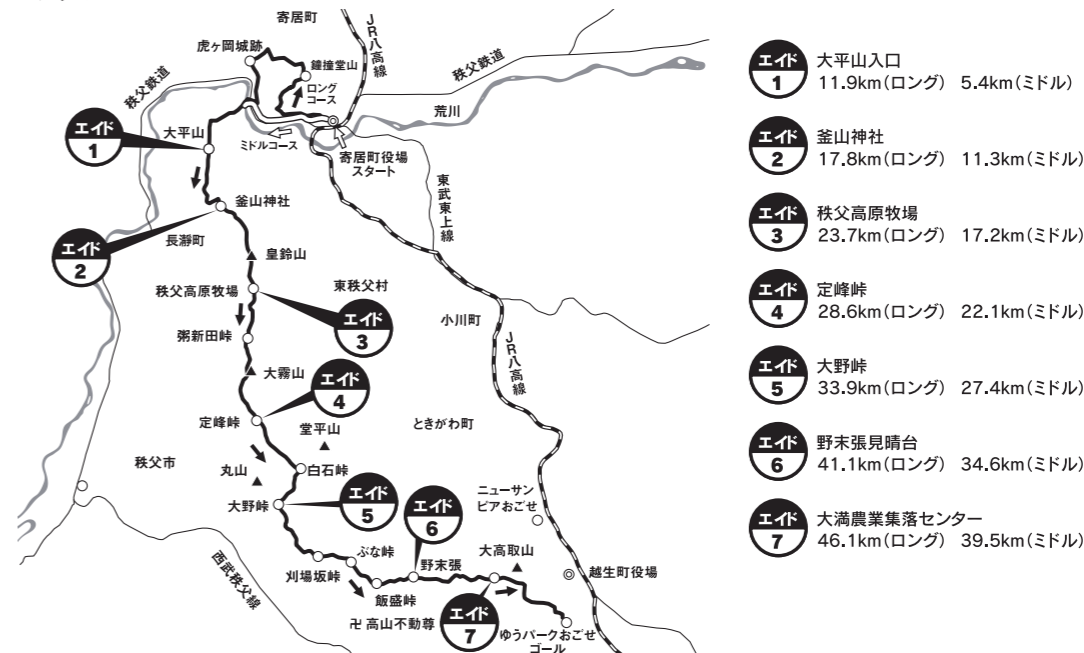 寄居町
JR八高線
虎ヶ岡城跡
鐘撞堂山
秩父鉄道
秩父鉄道
ロング
コース
荒川
エイド
1
大平山
ミドルコース
寄居町役場
スタート
東武東上線
釜山神社
長瀞町
エイド
2
皇鈴山
秩父高原牧場
東秩父村
エイド
3
小川町
粥新田峠
JR八高線
大霧山
エイド
4
定峰峠
堂平山
ときがわ町
秩父市
丸山
白石峠
大野峠
エイド
5
エイド
6
ニューサン
ピアおごせ
ぶな峠
大高取山
刈場坂峠
野末張
越生町役場
西武秩父線
飯盛峠
卍 高山不動尊
エイド
7
ゆうパークおごせ
ゴール
エイド
1
大平山入口
11.9km(ロング) 5.4km(ミドル)
エイド
2
釜山神社
17.8km(ロング) 11.3km(ミドル)
エイド
3
秩父高原牧場
23.7km(ロング) 17.2km(ミドル)
エイド
4
定峰峠
28.6km(ロング) 22.1km(ミドル)
エイド
5
大野峠
33.9km(ロング) 27.4km(ミドル)
エイド
6
野末張見晴台
41.1km(ロング) 34.6km(ミドル)
エイド
7
大満農業集落センター
46.1km(ロング) 39.5km(ミドル)